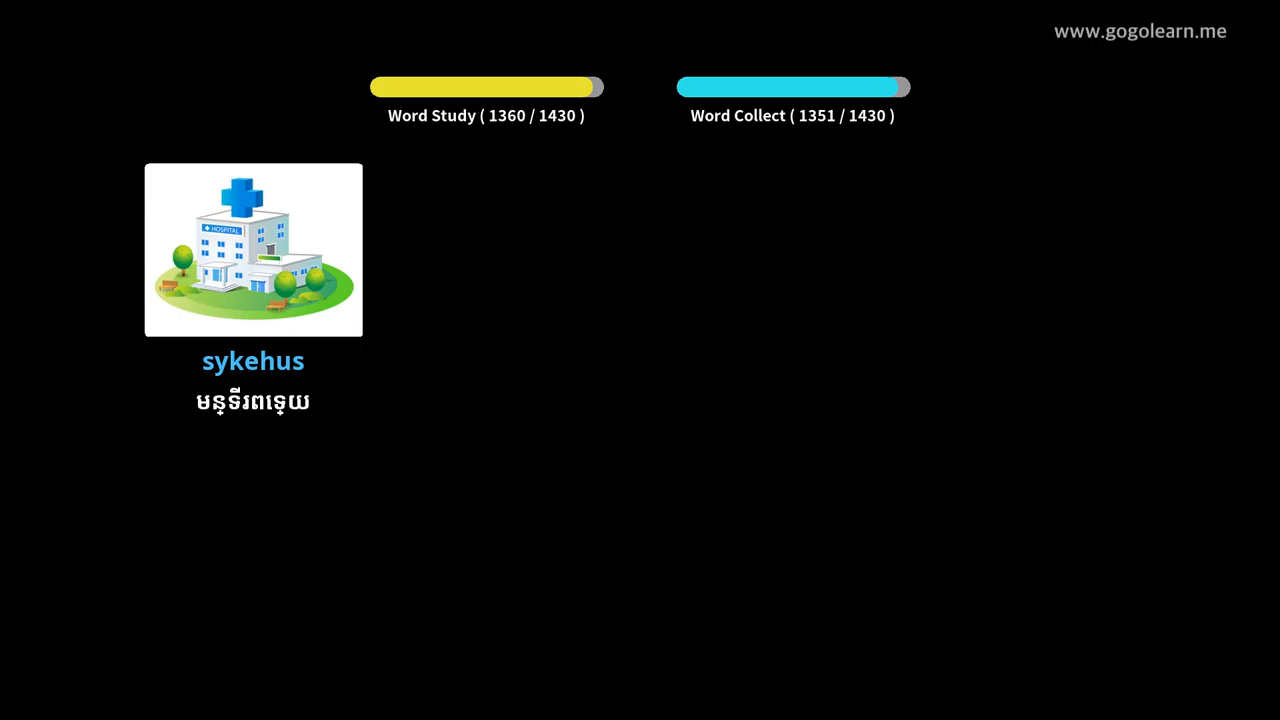 www.gogolearn.me
Word Study ( 1360 / 1430 )
Word Collect ( 1351 / 1430 )
HOSPITAL
sykehus
មន្ទីរពេទ្យ